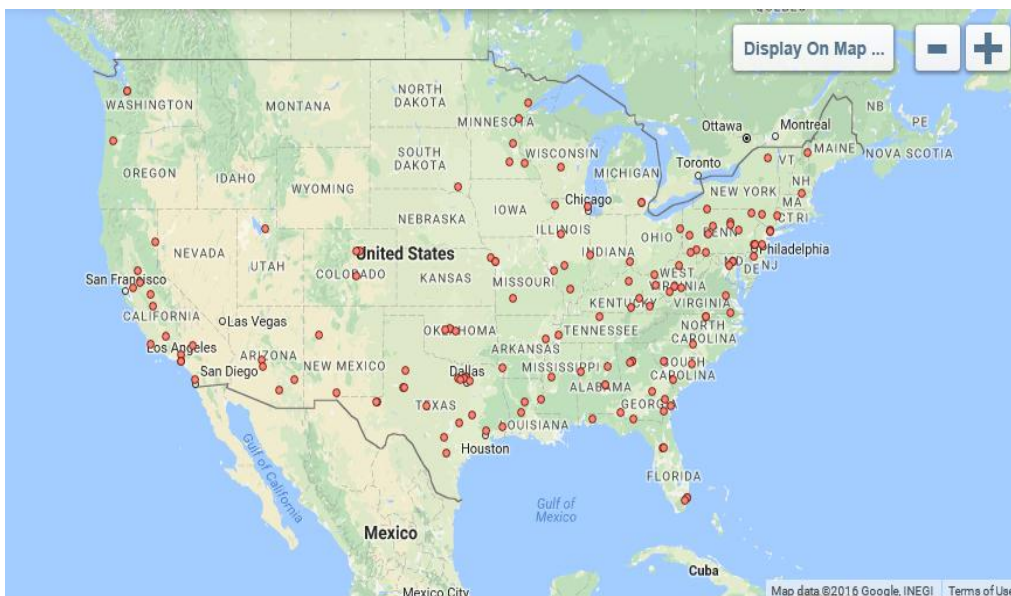 QUEBEC
Display On Map ...
- +
WASHINGTON
MONTANA
NORTH
DAKOTA
MINNESOTA
Ottawa
Montreal
NB
PE
MAINE
NOVA SCOTIA
OREGON
IDAHO
SOUTH
DAKOTA
WISCONSIN
MICHIGAN
Toronto
VT
NH
WYOMING
NEW YORK
MA
CT RI
NEBRASKA
IOWA
Chicago
ILLINOIS
INDIANA
OHIO
PENN
NEVADA
UTAH
COLORADO
United States
KANSAS
MISSOURI
WEST
VIRGINIA
MD
DE
NJ
Philadelphia
San Francisco
CALIFORNIA
Las Vegas
KENTUCKY
VIRGINIA
OKLAHOMA
TENNESSEE
NORTH
CAROLINA
Los Angeles
ARIZONA
NEW MEXICO
ARKANSAS
San Diego
Dallas
MISSISSIPPI
SOUTH
CAROLINA
ALABAMA
TEXAS
GEORGIA
LOUISIANA
Houston
Gulf of California
FLORIDA
Gulf of
Mexico
Mexico
Cuba
Mexico City
Map data ©2016 Google, INEGI
Terms of Use